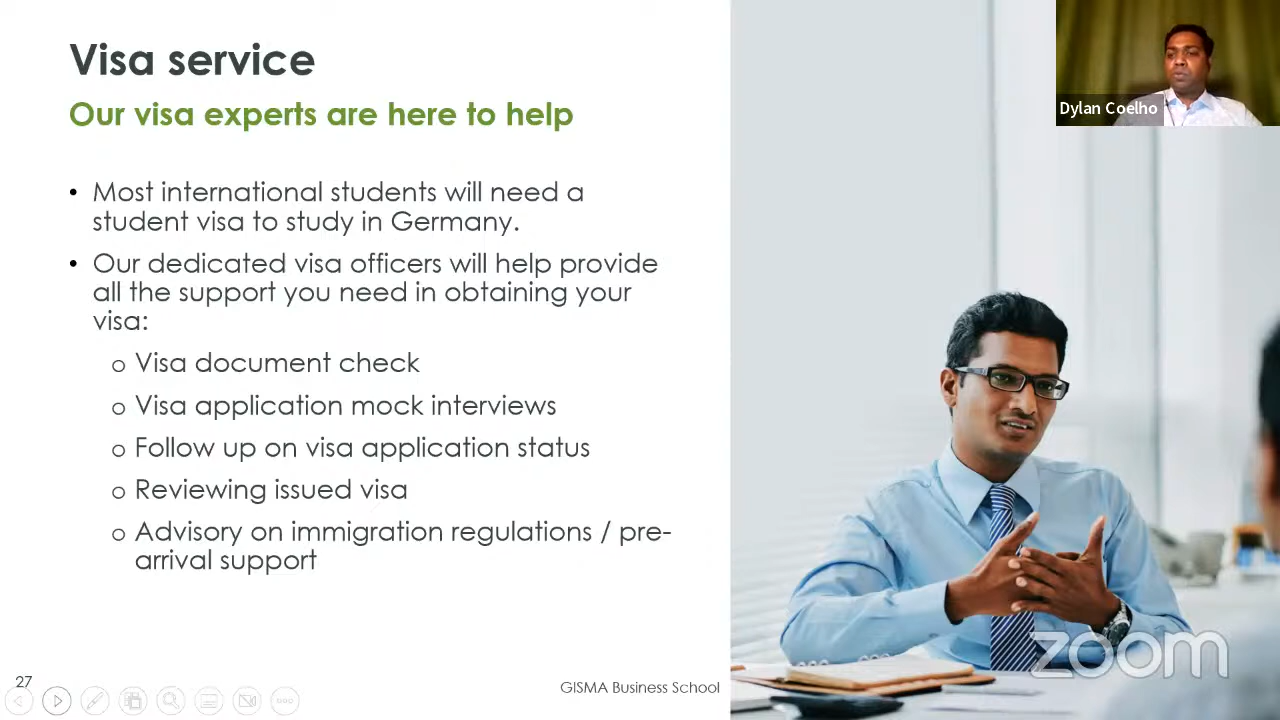 Visa service
Our visa experts are here to help
• Most international students will need a
student visa to study in Germany.
• Our dedicated visa officers will help provide
all the support you need in obtaining your
visa:
o Visa document check
o Visa application mock interviews
o Follow up on visa application status
o Reviewing issued visa
o Advisory on immigration regulations / pre-
arrival support
27
GISMA Business School
Dylan Coelho
zoom